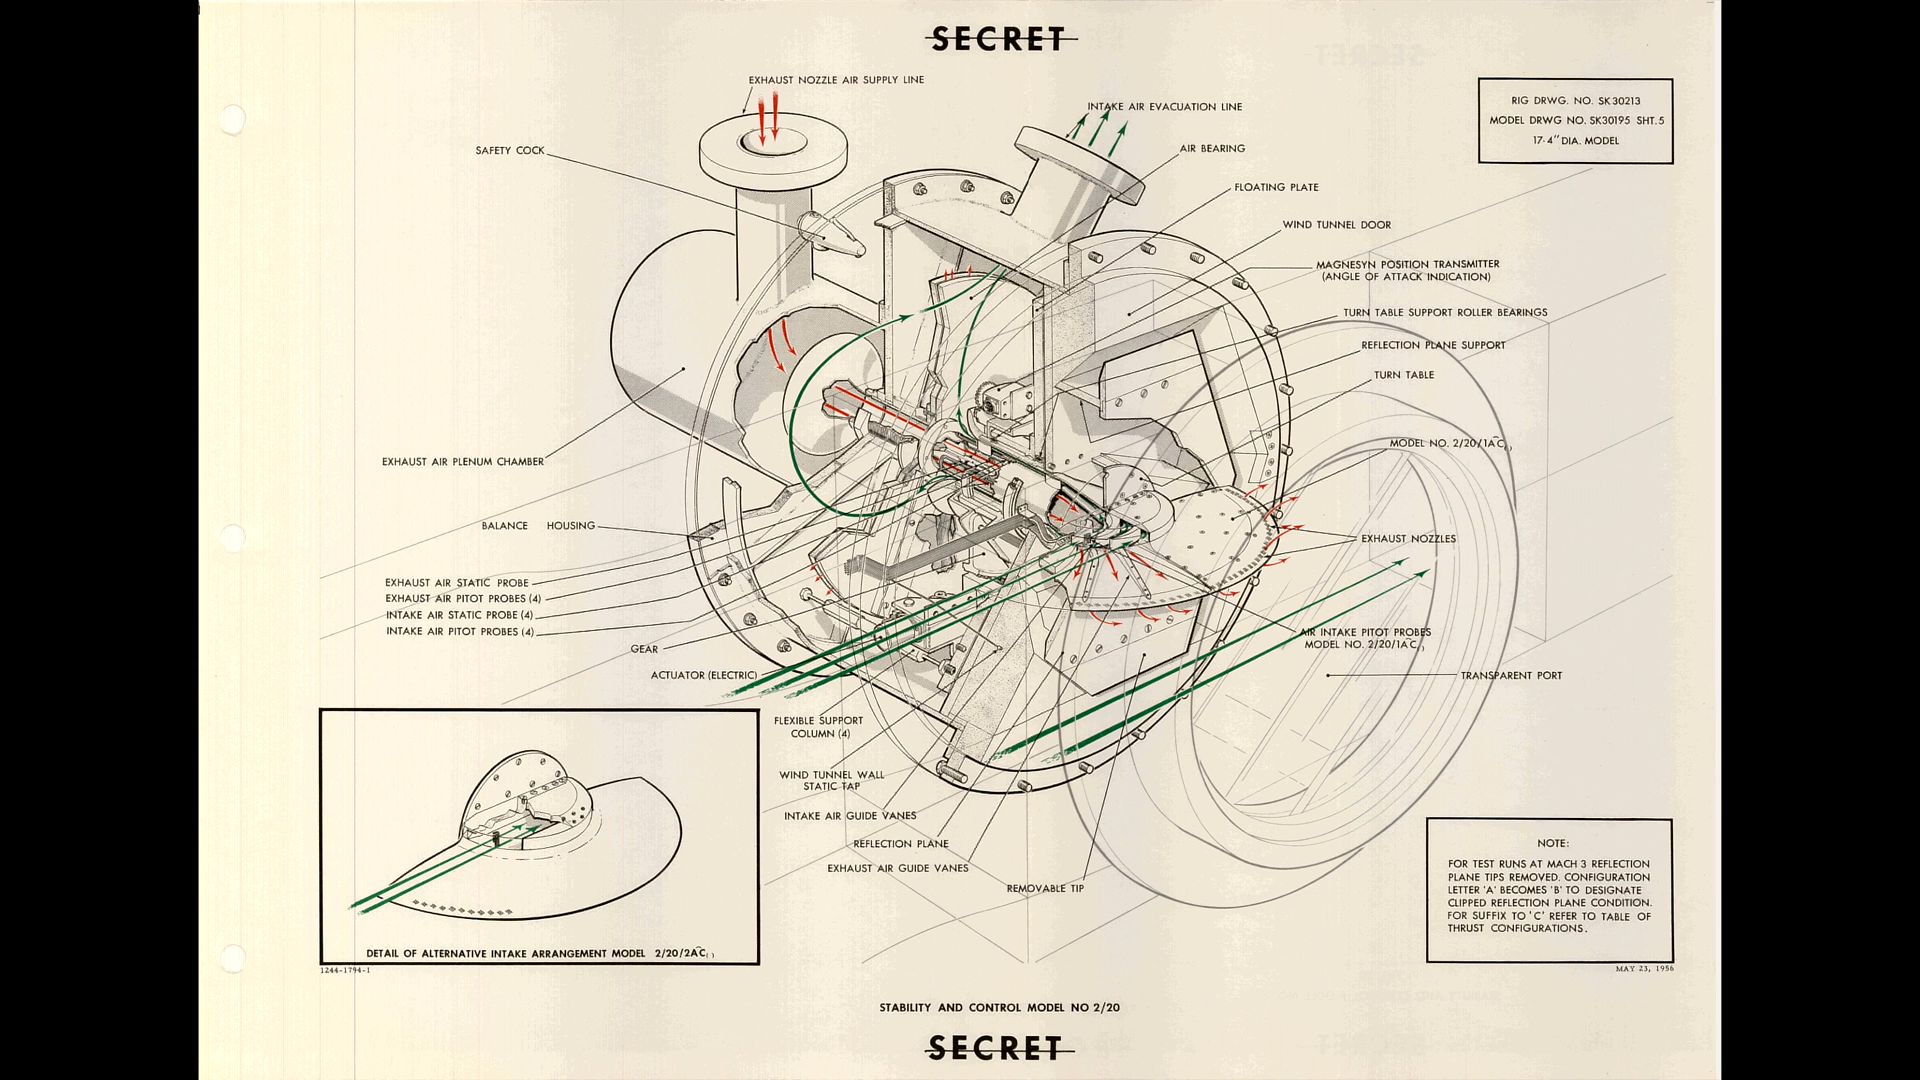 SECRET
EXHAUST NOZZLE AIR SUPPLY LINE
INTAKE AIR EVACUATION LINE
SAFETY COCK
AIR BEARING
FLOATING PLATE
WIND TUNNEL DOOR
MAGNESYN POSITION TRANSMITTER
(ANGLE OF ATTACK INDICATION)
TURN TABLE SUPPORT ROLLER BEARINGS
REFLECTION PLANE SUPPORT
TURN TABLE
MODEL NO. 2/20/1AC( )
RIG DRWG. NO. SK30213
MODEL DRWG NO. SK30195 SHT.5
17·4" DIA. MODEL
EXHAUST AIR PLENUM CHAMBER
BALANCE HOUSING
EXHAUST NOZZLES
EXHAUST AIR STATIC PROBE
EXHAUST AIR PITOT PROBES (4)
INTAKE AIR STATIC PROBE (4)
INTAKE AIR PITOT PROBES (4)
GEAR
ACTUATOR (ELECTRIC)
AIR INTAKE PITOT PROBES
MODEL NO. 2/20/1AC( )
TRANSPARENT PORT
FLEXIBLE SUPPORT
COLUMN (4)
WIND TUNNEL WALL
STATIC TAP
INTAKE AIR GUIDE VANES
REFLECTION PLANE
EXHAUST AIR GUIDE VANES
REMOVABLE TIP
DETAIL OF ALTERNATIVE INTAKE ARRANGEMENT MODEL 2/20/2AC( )
1244-1794-1
NOTE:
FOR TEST RUNS AT MACH 3 REFLECTION
PLANE TIPS REMOVED. CONFIGURATION
LETTER 'A' BECOMES 'B' TO DESIGNATE
CLIPPED REFLECTION PLANE CONDITION.
FOR SUFFIX TO 'C' REFER TO TABLE OF
THRUST CONFIGURATIONS.
MAY 23, 1956
STABILITY AND CONTROL MODEL NO 2/20
SECRET